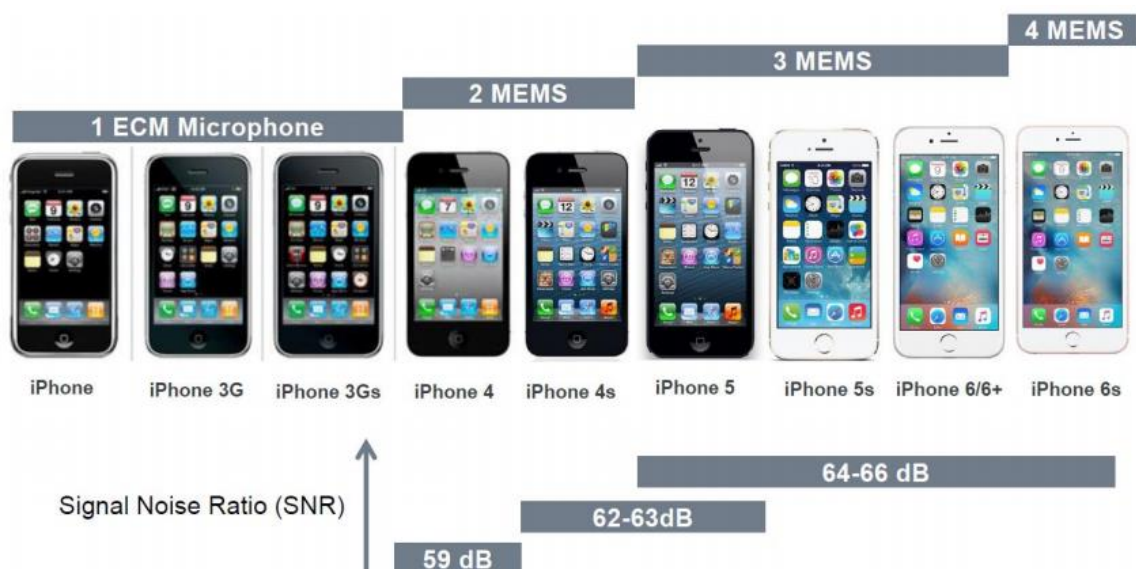 4 MEMS
3 MEMS
2 MEMS
1 ECM Microphone
iPhone
iPhone 3G
iPhone 3Gs
iPhone 4
iPhone 4s
iPhone 5
iPhone 5s
iPhone 6/6+
iPhone 6s
64-66 dB
Signal Noise Ratio (SNR)
62-63dB
59 dB